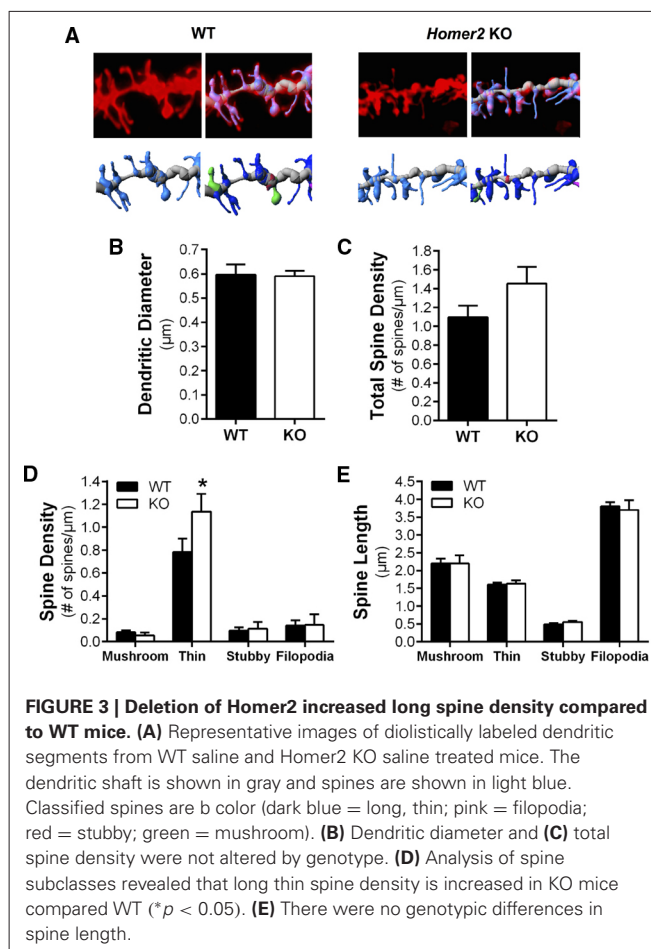 A
WT
Homer2 KO
B
C
Dendritic Diameter
(µm)
0.7
0.6
0.5
0.4
0.3
0.2
0.1
0.0
WT
KO
Total Spine Density
(# of spines/µm)
1.8
1.6
1.4
1.2
1.0
0.8
0.6
0.4
0.2
0.0
WT
KO
D
E
WT
KO
*
Spine Density
(# of spines/µm)
1.4
1.2
1.0
0.8
0.6
0.4
0.2
0.0
Mushroom
Thin
Stubby
Filopodia
WT
KO
Spine Length
(µm)
4.5
3.5
3.0
2.5
2.0
1.5
0.5
0.0
Mushroom
Thin
Stubby
Filopodia
FIGURE 3 | Deletion of Homer2 increased long spine density compared
to WT mice. (A) Representative images of diolistically labeled dendritic
segments from WT saline and Homer2 KO saline treated mice. The
dendritic shaft is shown in gray and spines are shown in light blue.
Classified spines are b color (dark blue = long, thin; pink = filopodia;
red = stubby; green = mushroom). (B) Dendritic diameter and (C) total
spine density were not altered by genotype. (D) Analysis of spine
subclasses revealed that long thin spine density is increased in KO mice
compared WT (*p < 0.05). (E) There were no genotypic differences in
spine length.